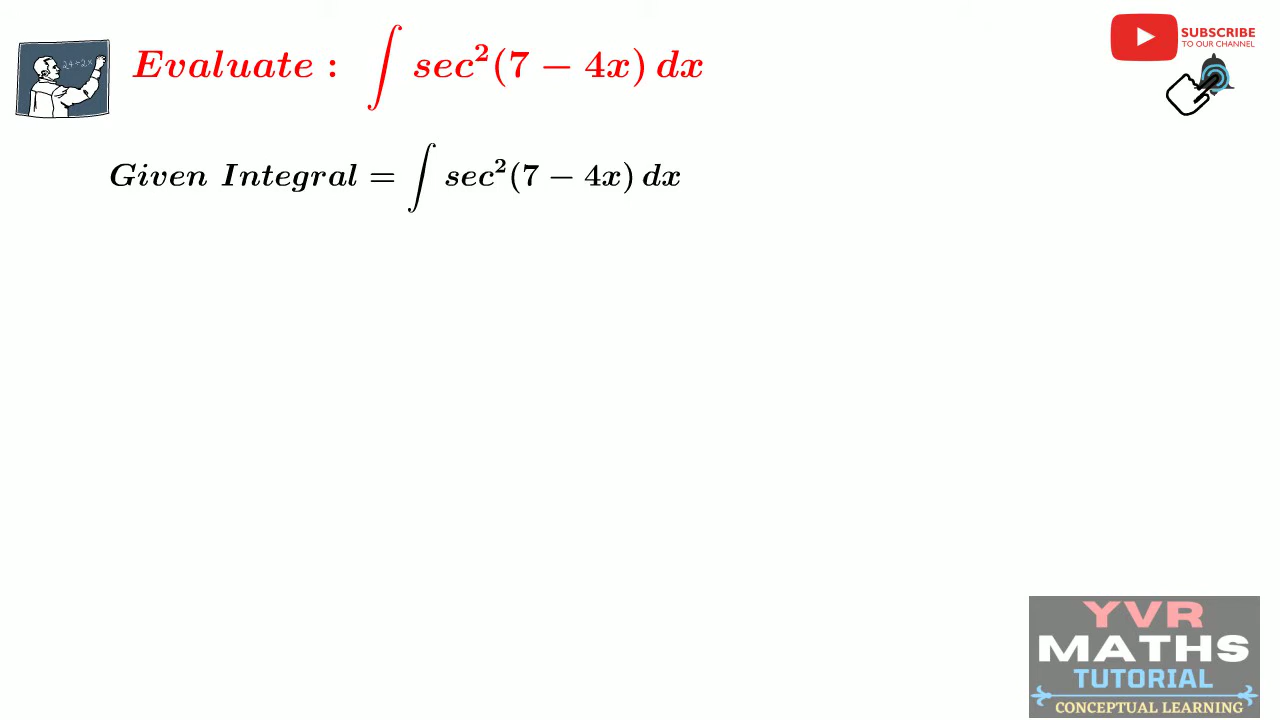 Evaluate : ∫ sec²(7 − 4x) dx
SUBSCRIBE
TO OUR CHANNEL
Given Integral = ∫ sec²(7 − 4x) dx
YVR
MATHS
TUTORIAL
CONCEPTUAL LEARNING